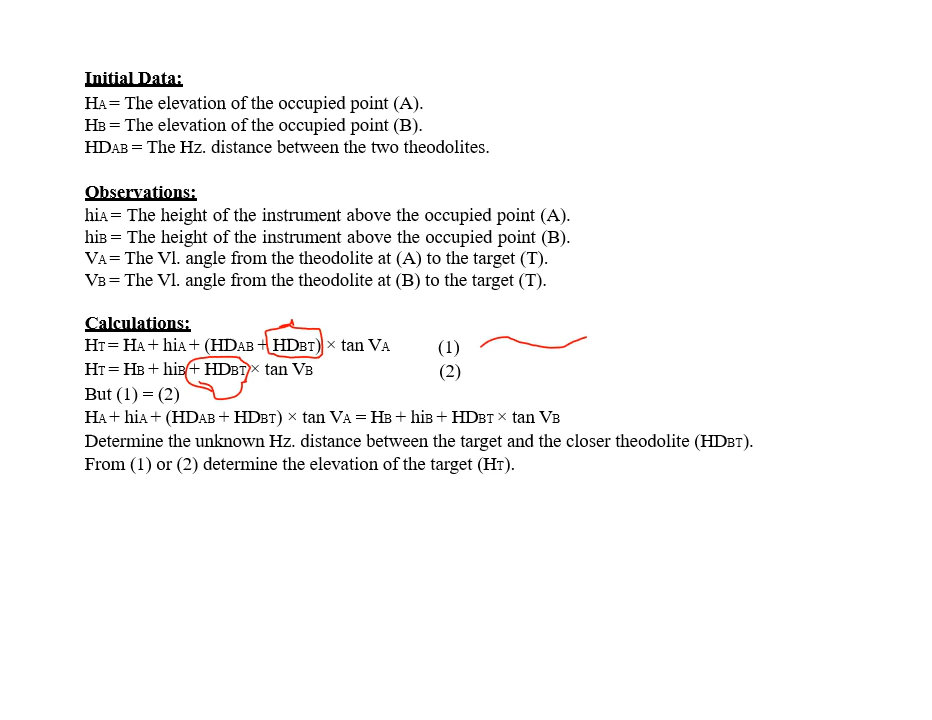 Initial Data:
HA = The elevation of the occupied point (A).
HB = The elevation of the occupied point (B).
HDAB = The Hz. distance between the two theodolites.
Observations:
hiA = The height of the instrument above the occupied point (A).
hiB = The height of the instrument above the occupied point (B).
VA = The Vl. angle from the theodolite at (A) to the target (T).
VB = The Vl. angle from the theodolite at (B) to the target (T).
Calculations:
HT = HA + hiA + (HDAB + HDBT) × tan VA (1)
HT = HB + hiB + HDBT × tan VB (2)
But (1) = (2)
HA + hiA + (HDAB + HDBT) × tan VA = HB + hiB + HDBT × tan VB
Determine the unknown Hz. distance between the target and the closer theodolite (HDBT).
From (1) or (2) determine the elevation of the target (HT).